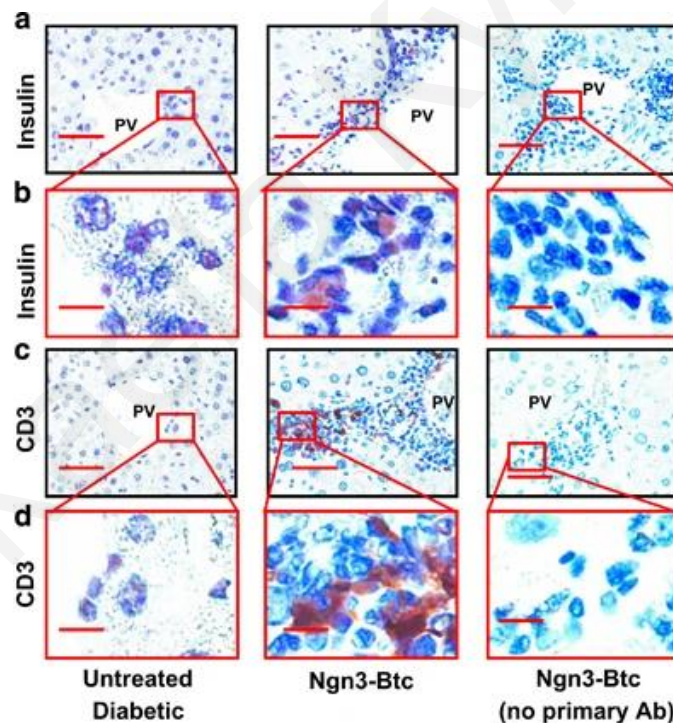 a
Insulin
PV
PV
PV
b
Insulin
c
CD3
PV
PV
PV
d
CD3
Untreated
Diabetic
Ngn3-Btc
Ngn3-Btc
(no primary Ab)